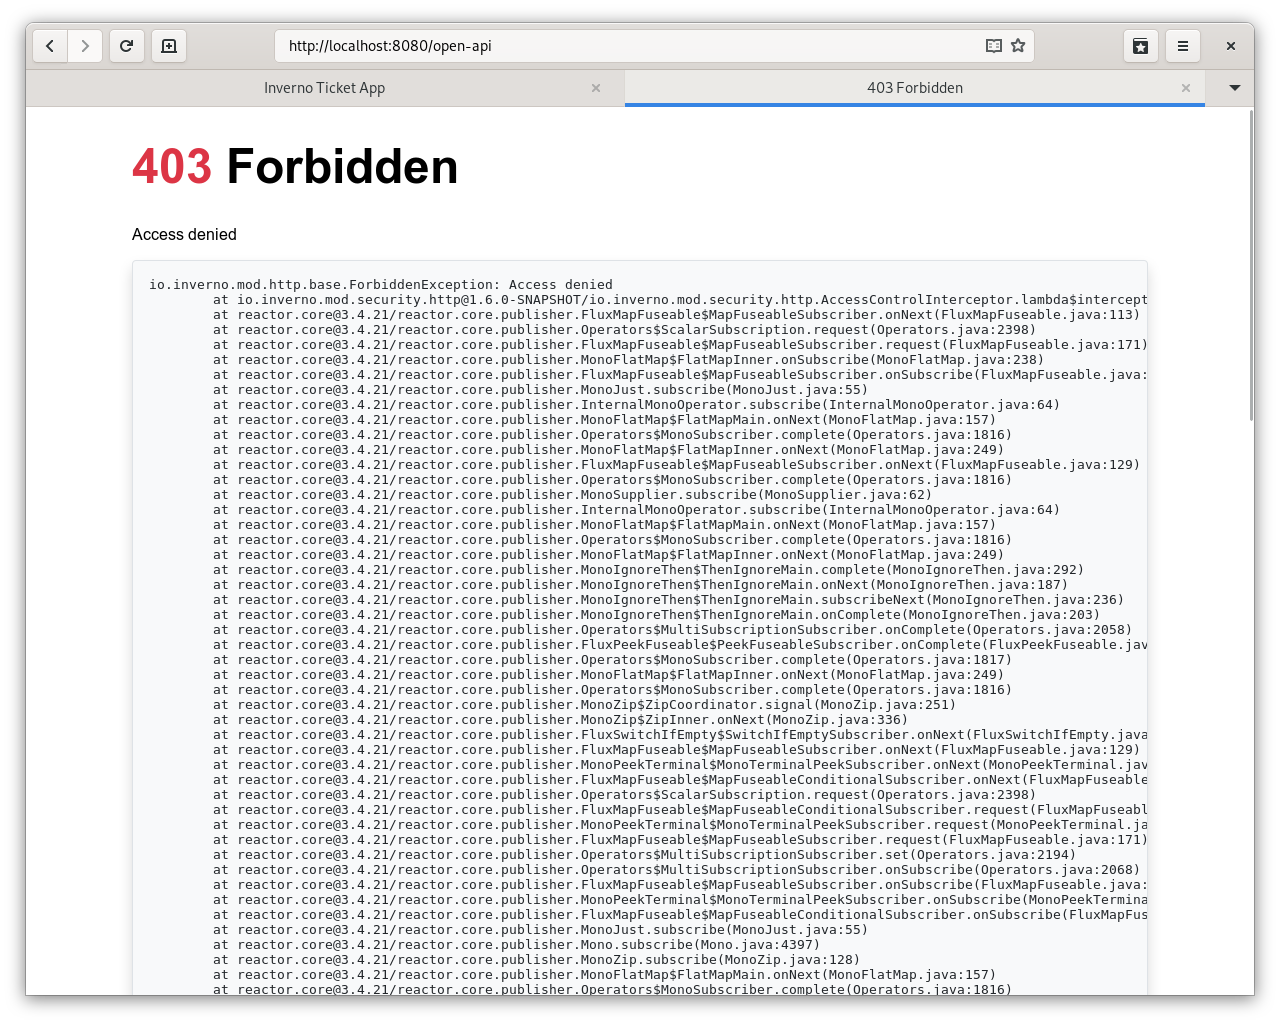 http://localhost:8080/open-api
Inverno Ticket App
403 Forbidden
403 Forbidden
Access denied
io.inverno.mod.http.base.ForbiddenException: Access denied
at io.inverno.mod.security.http@1.6.0-SNAPSHOT/io.inverno.mod.security.http.AccessControlInterceptor.lambda$intercept
at reactor.core@3.4.21/reactor.core.publisher.FluxMapFuseable$MapFuseableSubscriber.onNext(FluxMapFuseable.java:113)
at reactor.core@3.4.21/reactor.core.publisher.Operators$ScalarSubscription.request(Operators.java:2398)
at reactor.core@3.4.21/reactor.core.publisher.FluxMapFuseable$MapFuseableSubscriber.request(FluxMapFuseable.java:171)
at reactor.core@3.4.21/reactor.core.publisher.MonoFlatMap$FlatMapInner.onSubscribe(MonoFlatMap.java:238)
at reactor.core@3.4.21/reactor.core.publisher.FluxMapFuseable$MapFuseableSubscriber.onSubscribe(FluxMapFuseable.java:
at reactor.core@3.4.21/reactor.core.publisher.MonoJust.subscribe(MonoJust.java:55)
at reactor.core@3.4.21/reactor.core.publisher.InternalMonoOperator.subscribe(InternalMonoOperator.java:64)
at reactor.core@3.4.21/reactor.core.publisher.MonoFlatMap$FlatMapMain.onNext(MonoFlatMap.java:157)
at reactor.core@3.4.21/reactor.core.publisher.Operators$MonoSubscriber.complete(Operators.java:1816)
at reactor.core@3.4.21/reactor.core.publisher.MonoFlatMap$FlatMapInner.onNext(MonoFlatMap.java:249)
at reactor.core@3.4.21/reactor.core.publisher.FluxMapFuseable$MapFuseableSubscriber.onNext(FluxMapFuseable.java:129)
at reactor.core@3.4.21/reactor.core.publisher.Operators$MonoSubscriber.complete(Operators.java:1816)
at reactor.core@3.4.21/reactor.core.publisher.MonoSupplier.subscribe(MonoSupplier.java:62)
at reactor.core@3.4.21/reactor.core.publisher.InternalMonoOperator.subscribe(InternalMonoOperator.java:64)
at reactor.core@3.4.21/reactor.core.publisher.MonoFlatMap$FlatMapMain.onNext(MonoFlatMap.java:157)
at reactor.core@3.4.21/reactor.core.publisher.Operators$MonoSubscriber.complete(Operators.java:1816)
at reactor.core@3.4.21/reactor.core.publisher.MonoFlatMap$FlatMapInner.onNext(MonoFlatMap.java:249)
at reactor.core@3.4.21/reactor.core.publisher.MonoIgnoreThen$ThenIgnoreMain.complete(MonoIgnoreThen.java:292)
at reactor.core@3.4.21/reactor.core.publisher.MonoIgnoreThen$ThenIgnoreMain.onNext(MonoIgnoreThen.java:187)
at reactor.core@3.4.21/reactor.core.publisher.MonoIgnoreThen$ThenIgnoreMain.subscribeNext(MonoIgnoreThen.java:236)
at reactor.core@3.4.21/reactor.core.publisher.MonoIgnoreThen$ThenIgnoreMain.onComplete(MonoIgnoreThen.java:203)
at reactor.core@3.4.21/reactor.core.publisher.Operators$MultiSubscriptionSubscriber.onComplete(Operators.java:2058)
at reactor.core@3.4.21/reactor.core.publisher.FluxPeekFuseable$PeekFuseableSubscriber.onComplete(FluxPeekFuseable.jav
at reactor.core@3.4.21/reactor.core.publisher.Operators$MonoSubscriber.complete(Operators.java:1817)
at reactor.core@3.4.21/reactor.core.publisher.MonoFlatMap$FlatMapInner.onNext(MonoFlatMap.java:249)
at reactor.core@3.4.21/reactor.core.publisher.Operators$MonoSubscriber.complete(Operators.java:1816)
at reactor.core@3.4.21/reactor.core.publisher.MonoZip$ZipCoordinator.signal(MonoZip.java:251)
at reactor.core@3.4.21/reactor.core.publisher.MonoZip$ZipInner.onNext(MonoZip.java:336)
at reactor.core@3.4.21/reactor.core.publisher.FluxSwitchIfEmpty$SwitchIfEmptySubscriber.onNext(FluxSwitchIfEmpty.java
at reactor.core@3.4.21/reactor.core.publisher.FluxMapFuseable$MapFuseableSubscriber.onNext(FluxMapFuseable.java:129)
at reactor.core@3.4.21/reactor.core.publisher.MonoPeekTerminal$MonoTerminalPeekSubscriber.onNext(MonoPeekTerminal.jav
at reactor.core@3.4.21/reactor.core.publisher.FluxMapFuseable$MapFuseableConditionalSubscriber.onNext(FluxMapFuseable
at reactor.core@3.4.21/reactor.core.publisher.Operators$ScalarSubscription.request(Operators.java:2398)
at reactor.core@3.4.21/reactor.core.publisher.FluxMapFuseable$MapFuseableConditionalSubscriber.request(FluxMapFuseabl
at reactor.core@3.4.21/reactor.core.publisher.MonoPeekTerminal$MonoTerminalPeekSubscriber.request(MonoPeekTerminal.ja
at reactor.core@3.4.21/reactor.core.publisher.FluxMapFuseable$MapFuseableSubscriber.request(FluxMapFuseable.java:171)
at reactor.core@3.4.21/reactor.core.publisher.Operators$MultiSubscriptionSubscriber.set(Operators.java:2194)
at reactor.core@3.4.21/reactor.core.publisher.Operators$MultiSubscriptionSubscriber.onSubscribe(Operators.java:2068)
at reactor.core@3.4.21/reactor.core.publisher.FluxMapFuseable$MapFuseableSubscriber.onSubscribe(FluxMapFuseable.java:
at reactor.core@3.4.21/reactor.core.publisher.MonoPeekTerminal$MonoTerminalPeekSubscriber.onSubscribe(MonoPeekTermina
at reactor.core@3.4.21/reactor.core.publisher.FluxMapFuseable$MapFuseableConditionalSubscriber.onSubscribe(FluxMapFus
at reactor.core@3.4.21/reactor.core.publisher.MonoJust.subscribe(MonoJust.java:55)
at reactor.core@3.4.21/reactor.core.publisher.Mono.subscribe(Mono.java:4397)
at reactor.core@3.4.21/reactor.core.publisher.MonoZip.subscribe(MonoZip.java:128)
at reactor.core@3.4.21/reactor.core.publisher.MonoFlatMap$FlatMapMain.onNext(MonoFlatMap.java:157)
at reactor.core@3.4.21/reactor.core.publisher.Operators$MonoSubscriber.complete(Operators.java:1816)